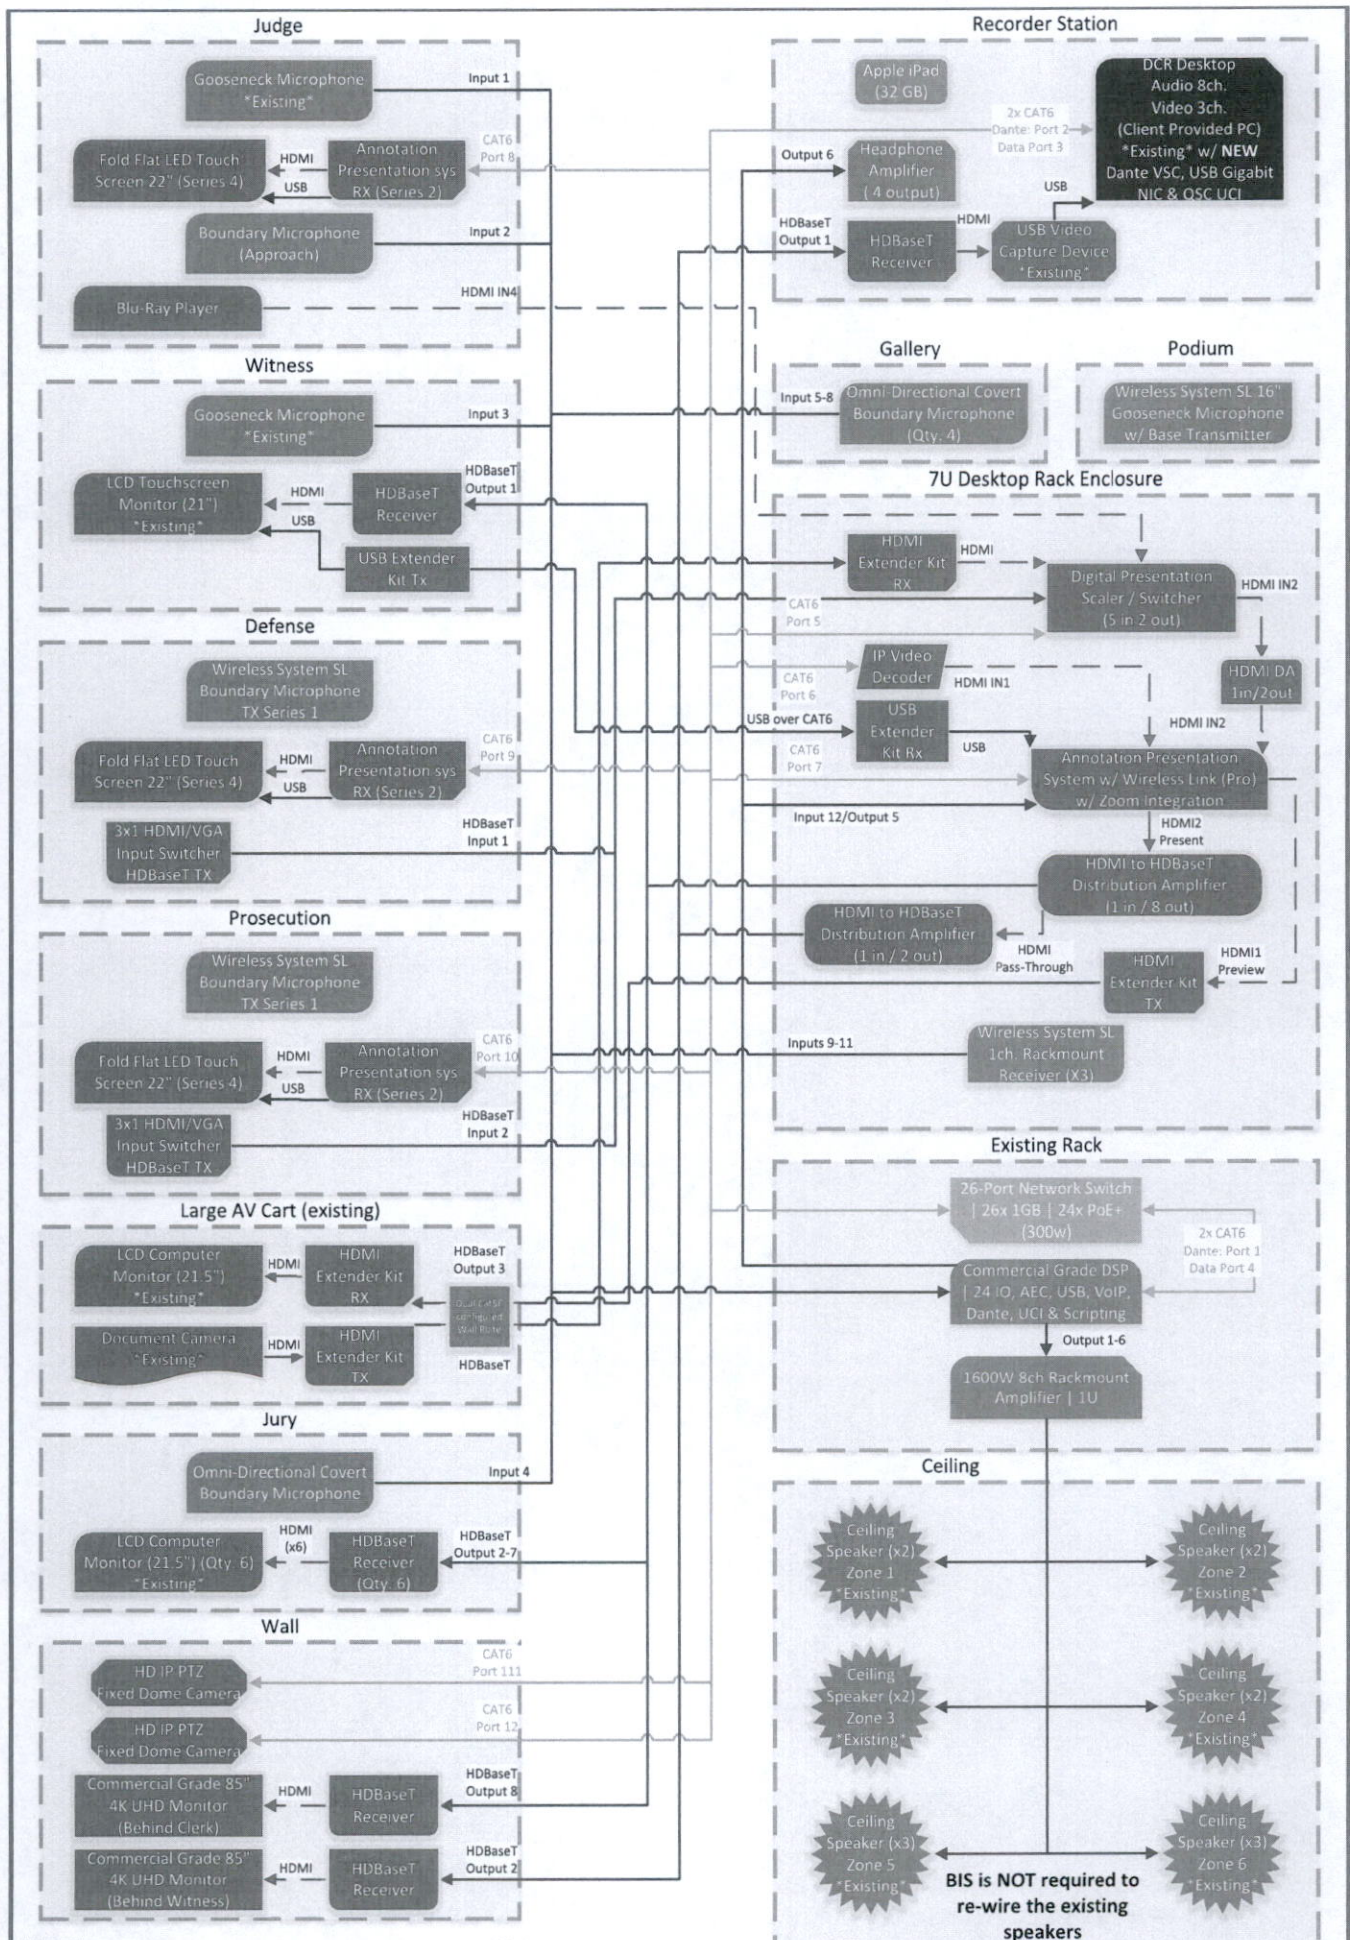 Judge
Gooseneck Microphone
*Existing*
Input 1
Fold Flat LED Touch
Screen 22" (Series 4)
HDMI
USB
Annotation
Presentation sys
RX (Series 2)
CAT6
Port 8
Boundary Microphone
(Approach)
Input 2
Blu-Ray Player
HDMI IN4
Witness
Gooseneck Microphone
*Existing*
Input 3
LCD Touchscreen
Monitor (21")
*Existing*
HDMI
USB
HDBaseT
Receiver
HDBaseT
Output 1
USB Extender
Kit Tx
Defense
Wireless System SL
Boundary Microphone
TX Series 1
Fold Flat LED Touch
Screen 22" (Series 4)
HDMI
USB
Annotation
Presentation sys
RX (Series 2)
CAT6
Port 9
3x1 HDMI/VGA
Input Switcher
HDBaseT TX
HDBaseT
Input 1
Prosecution
Wireless System SL
Boundary Microphone
TX Series 1
Fold Flat LED Touch
Screen 22" (Series 4)
HDMI
USB
Annotation
Presentation sys
RX (Series 2)
CAT6
Port 10
3x1 HDMI/VGA
Input Switcher
HDBaseT TX
HDBaseT
Input 2
Large AV Cart (existing)
LCD Computer
Monitor (21.5")
*Existing*
HDMI
HDMI
Extender Kit
RX
HDBaseT
Output 3
Document Camera
*Existing*
HDMI
HDMI
Extender Kit
TX
configured
Wall Plate
HDBaseT
Jury
Omni-Directional Covert
Boundary Microphone
Input 4
LCD Computer
Monitor (21.5") (Qty. 6)
*Existing*
HDMI
(x6)
HDBaseT
Receiver
(Qty. 6)
HDBaseT
Output 2-7
Wall
HD IP PTZ
Fixed Dome Camera
CAT6
Port 111
HD IP PTZ
Fixed Dome Camera
CAT6
Port 12
Commercial Grade 85"
4K UHD Monitor
(Behind Clerk)
HDMI
HDBaseT
Receiver
HDBaseT
Output 8
Commercial Grade 85"
4K UHD Monitor
(Behind Witness)
HDMI
HDBaseT
Receiver
HDBaseT
Output 2
Recorder Station
Apple iPad
(32 GB)
2x CAT6
Dante: Port 2
Data Port 3
DCR Desktop
Audio 8ch.
Video 3ch.
(Client Provided PC)
*Existing* w/ NEW
Dante VSC, USB Gigabit
NIC & QSC UCI
Output 6
Headphone
Amplifier
( 4 output)
USB
HDBaseT
Output 1
HDBaseT
Receiver
HDMI
USB Video
Capture Device
*Existing*
Gallery
Input 5-8
Omni-Directional Covert
Boundary Microphone
(Qty. 4)
Podium
Wireless System SL 16"
Gooseneck Microphone
w/ Base Transmitter
7U Desktop Rack Enclosure
HDMI
Extender Kit
RX
HDMI
Digital Presentation
Scaler / Switcher
(5 in 2 out)
HDMI IN2
CAT6
Port 5
IP Video
Decoder
CAT6
Port 6
HDMI IN1
HDMI DA
1in/2out
USB over CAT6
USB
Extender
Kit Rx
USB
HDMI IN2
CAT6
Port 7
Annotation Presentation
System w/ Wireless Link (Pro)
w/ Zoom Integration
Input 12/Output 5
HDMI2
Present
HDMI to HDBaseT
Distribution Amplifier
(1 in / 8 out)
HDMI to HDBaseT
Distribution Amplifier
(1 in / 2 out)
HDMI
Pass-Through
HDMI
Extender Kit
TX
HDMI1
Preview
Inputs 9-11
Wireless System SL
1ch. Rackmount
Receiver (X3)
Existing Rack
26-Port Network Switch
| 26x 1GB | 24x PoE+
(300w)
2x CAT6
Dante: Port 1
Data Port 4
Commercial Grade DSP
| 24 IO, AEC, USB, VoIP,
Dante, UCI & Scripting
Output 1-6
1600W 8ch Rackmount
Amplifier | 1U
Ceiling
Ceiling
Speaker (x2)
Zone 1
*Existing*
Ceiling
Speaker (x2)
Zone 2
*Existing*
Ceiling
Speaker (x2)
Zone 3
*Existing*
Ceiling
Speaker (x2)
Zone 4
*Existing*
Ceiling
Speaker (x3)
Zone 5
*Existing*
Ceiling
Speaker (x3)
Zone 6
*Existing*
BIS is NOT required to
re-wire the existing
speakers